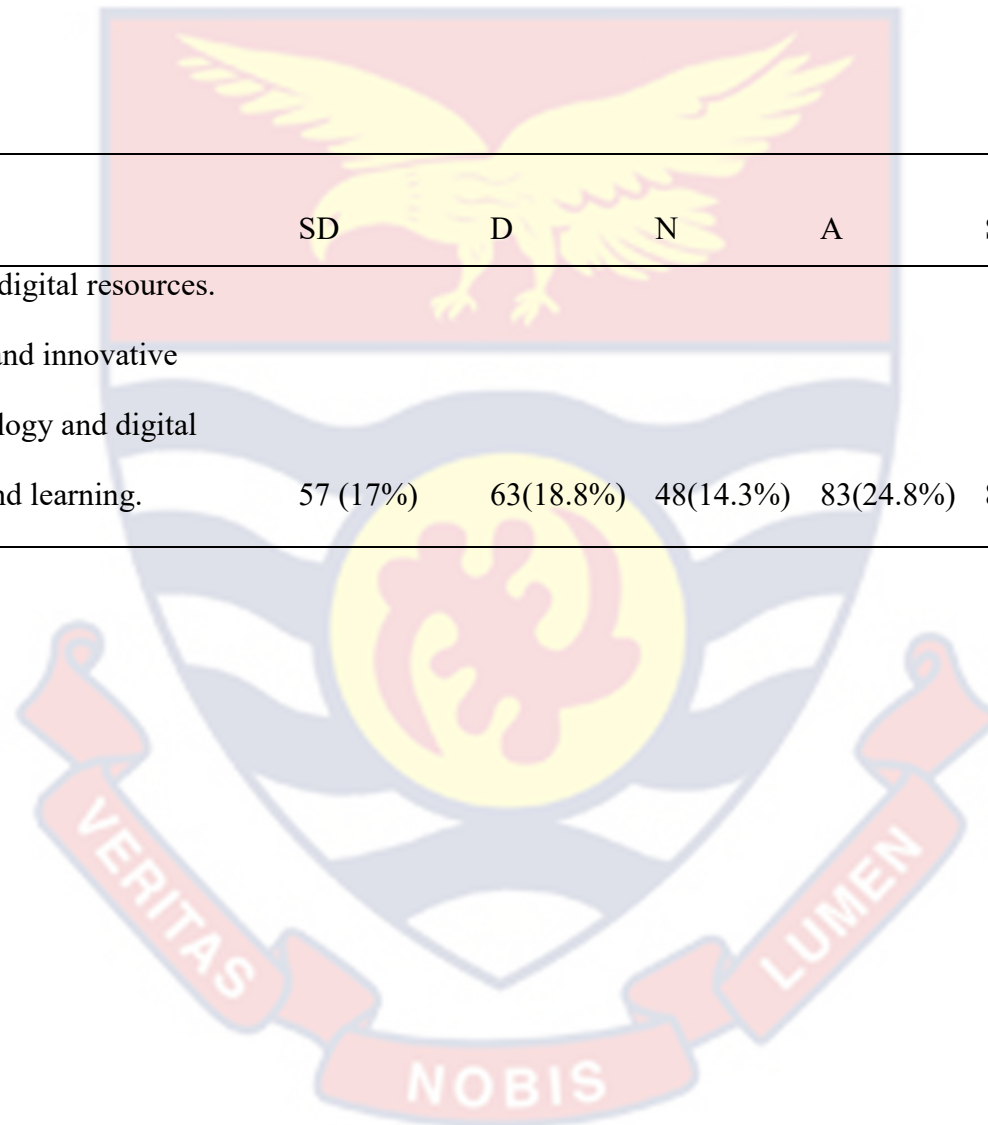 SD D N A S
digital resources.
and innovative
logy and digital
nd learning. 57 (17%) 63(18.8%) 48(14.3%) 83(24.8%)
VERITAS
NOBIS
LUMEN